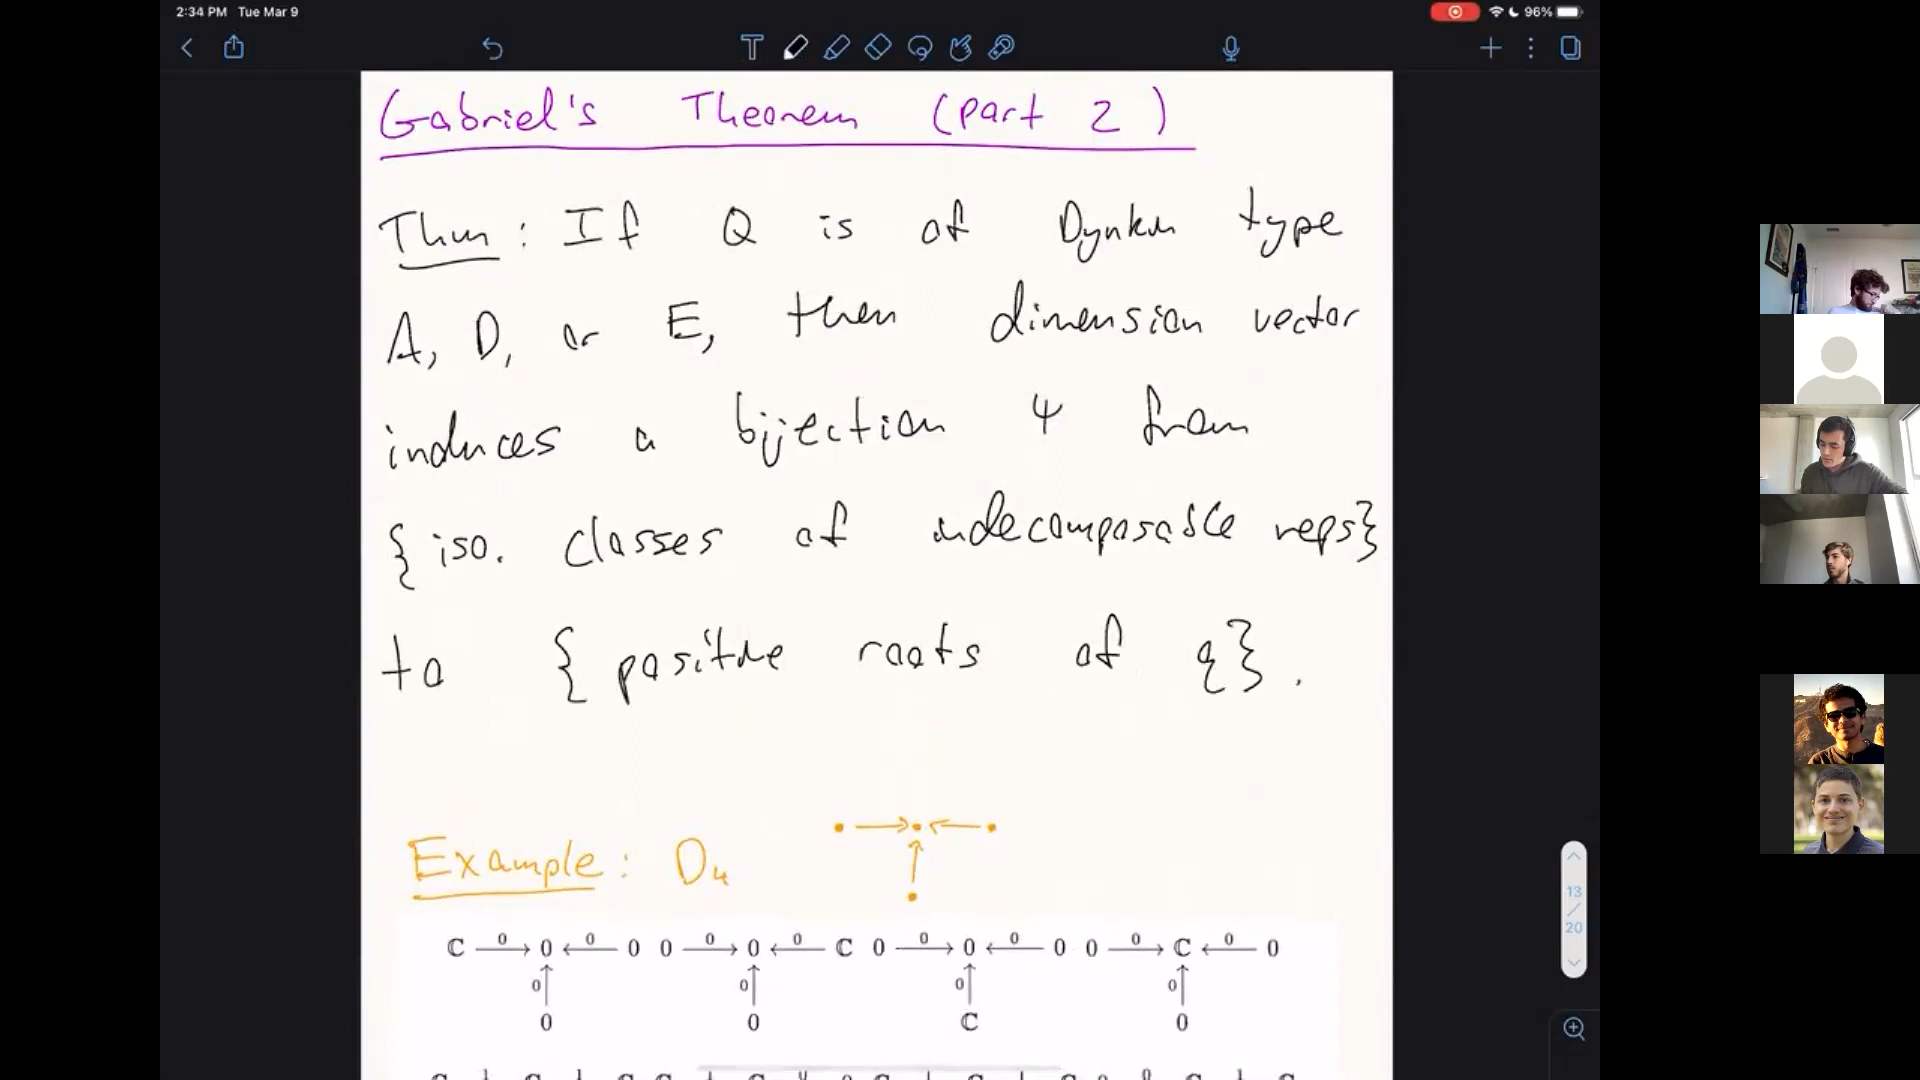 2:34 PM Tue Mar 9
96%
Gabriel's Theorem (part 2)
Thm: If Q is of Dynkin type
A, D, or E, then dimension vector
induces a bijection ψ from
{iso. classes of indecomposable reps}
to {positive roots of q}.
Example: D₄
ℂ 0 0 0 0 0 0 0 ℂ 0 0 0 0 0 0 0 ℂ 0 0
0 0 0 0
0 0 ℂ 0
13
/
20